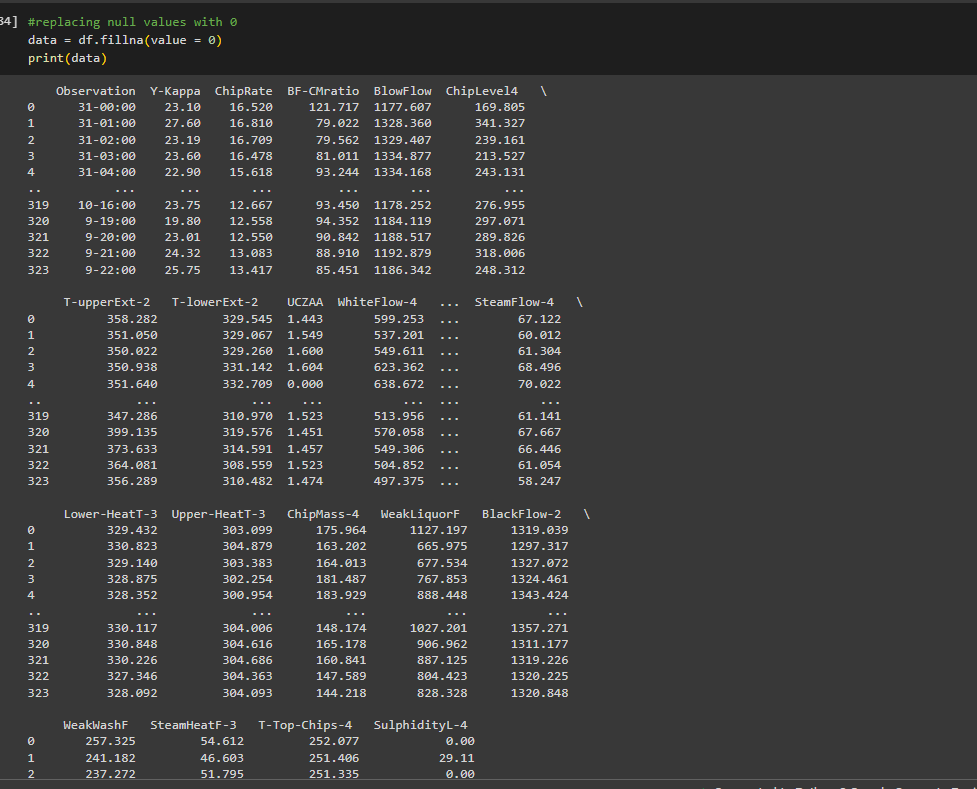 34] #replacing null values with 0
data = df.fillna(value = 0)
print(data)
Observation Y-Kappa ChipRate BF-CMratio BlowFlow ChipLevel4 \
0 31-00:00 23.10 16.520 121.717 1177.607 169.805
1 31-01:00 27.60 16.810 79.022 1328.360 341.327
2 31-02:00 23.19 16.709 79.562 1329.407 239.161
3 31-03:00 23.60 16.478 81.011 1334.877 213.527
4 31-04:00 22.90 15.618 93.244 1334.168 243.131
.. ... ... ... ... ... ...
319 10-16:00 23.75 12.667 93.450 1178.252 276.955
320 9-19:00 19.80 12.558 94.352 1184.119 297.071
321 9-20:00 23.01 12.550 90.842 1188.517 289.826
322 9-21:00 24.32 13.083 88.910 1192.879 318.006
323 9-22:00 25.75 13.417 85.451 1186.342 248.312
T-upperExt-2 T-lowerExt-2 UCZAA WhiteFlow-4 ... SteamFlow-4 \
0 358.282 329.545 1.443 599.253 ... 67.122
1 351.050 329.067 1.549 537.201 ... 60.012
2 350.022 329.260 1.600 549.611 ... 61.304
3 350.938 331.142 1.604 623.362 ... 68.496
4 351.640 332.709 0.000 638.672 ... 70.022
.. ... ... ... ... ... ...
319 347.286 310.970 1.523 513.956 ... 61.141
320 399.135 319.576 1.451 570.058 ... 67.667
321 373.633 314.591 1.457 549.306 ... 66.446
322 364.081 308.559 1.523 504.852 ... 61.054
323 356.289 310.482 1.474 497.375 ... 58.247
Lower-HeatT-3 Upper-HeatT-3 ChipMass-4 WeakLiquorF BlackFlow-2 \
0 329.432 303.099 175.964 1127.197 1319.039
1 330.823 304.879 163.202 665.975 1297.317
2 329.140 303.383 164.013 677.534 1327.072
3 328.875 302.254 181.487 767.853 1324.461
4 328.352 300.954 183.929 888.448 1343.424
.. ... ... ... ... ...
319 330.117 304.006 148.174 1027.201 1357.271
320 330.848 304.616 165.178 906.962 1311.177
321 330.226 304.686 160.841 887.125 1319.226
322 327.346 304.363 147.589 804.423 1320.225
323 328.092 304.093 144.218 828.328 1320.848
WeakWashF SteamHeatF-3 T-Top-Chips-4 SulphidityL-4
0 257.325 54.612 252.077 0.00
1 241.182 46.603 251.406 29.11
2 237.272 51.795 251.335 0.00